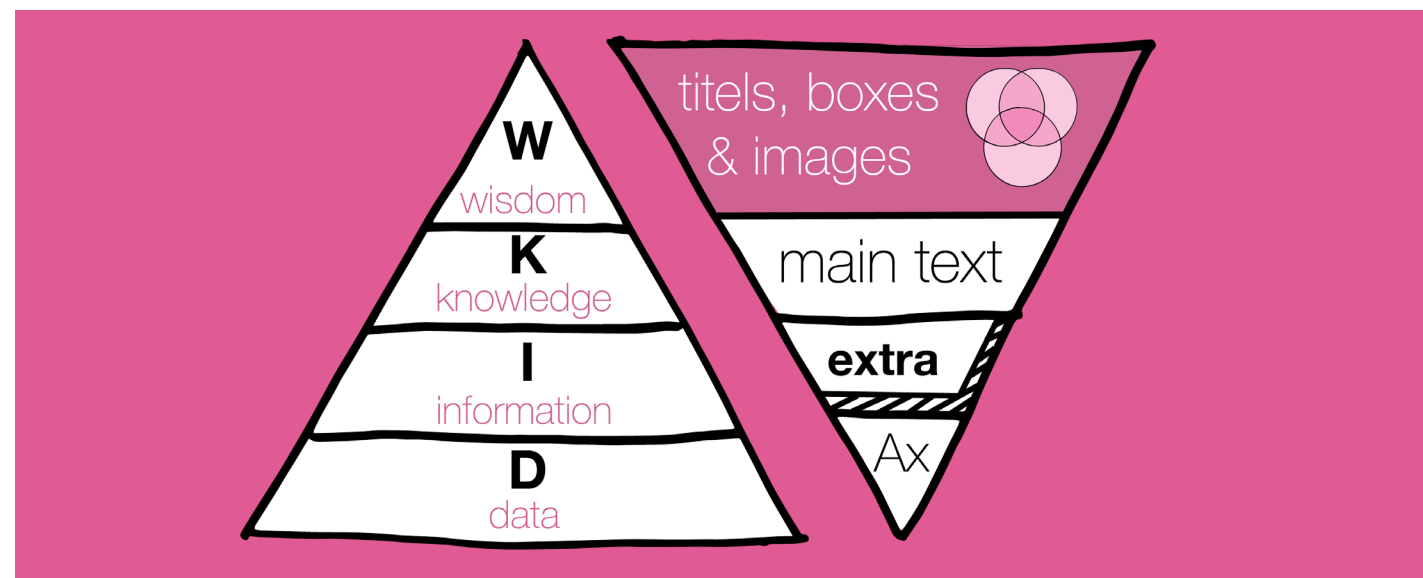 W
wisdom
K
knowledge
I
information
D
data
titels, boxes
& images
main text
extra
Ax